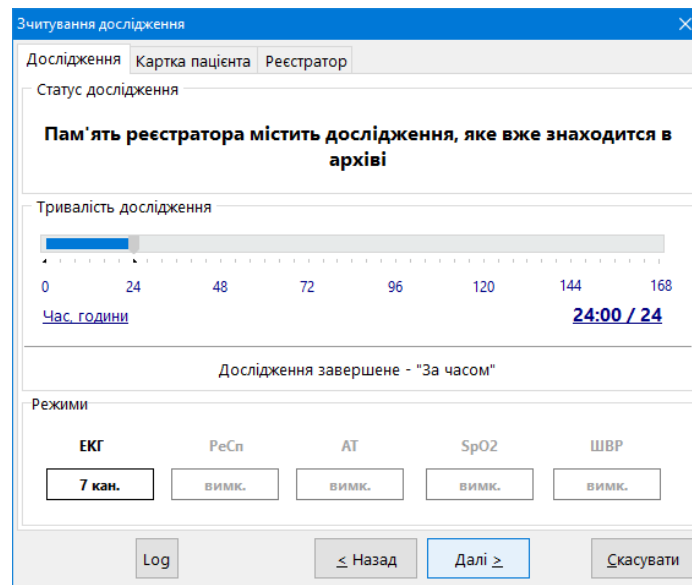 Зчитування дослідження
Дослідження Картка пацієнта Реєстратор
Статус дослідження
Пам'ять реєстратора містить дослідження, яке вже знаходится в
архіві
Тривалість дослідження
0 24 48 72 96 120 144 168
Час, години 24:00 / 24
Дослідження завершене - "За часом"
Режими
ЕКГ РеСп АТ SpO2 ШВР
7 кан. вимк. вимк. вимк. вимк.
Log < Назад Далі > Скасувати